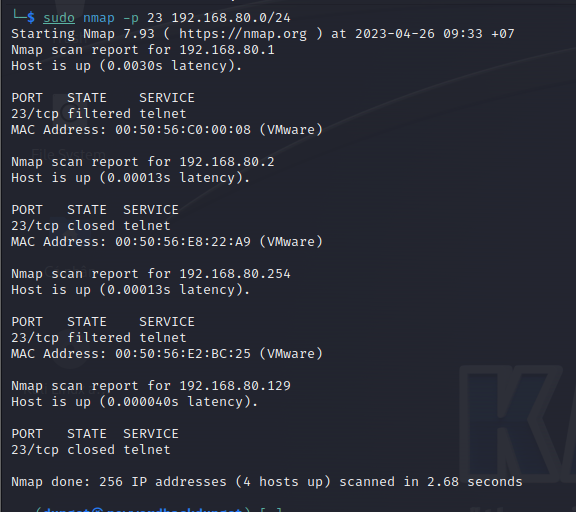 └─$ sudo nmap -p 23 192.168.80.0/24
Starting Nmap 7.93 ( https://nmap.org ) at 2023-04-26 09:33 +07
Nmap scan report for 192.168.80.1
Host is up (0.0030s latency).
PORT   STATE    SERVICE
23/tcp filtered telnet
MAC Address: 00:50:56:C0:00:08 (VMware)
Nmap scan report for 192.168.80.2
Host is up (0.00013s latency).
PORT   STATE  SERVICE
23/tcp closed telnet
MAC Address: 00:50:56:E8:22:A9 (VMware)
Nmap scan report for 192.168.80.254
Host is up (0.00013s latency).
PORT   STATE    SERVICE
23/tcp filtered telnet
MAC Address: 00:50:56:E2:BC:25 (VMware)
Nmap scan report for 192.168.80.129
Host is up (0.000040s latency).
PORT   STATE  SERVICE
23/tcp closed telnet
Nmap done: 256 IP addresses (4 hosts up) scanned in 2.68 seconds